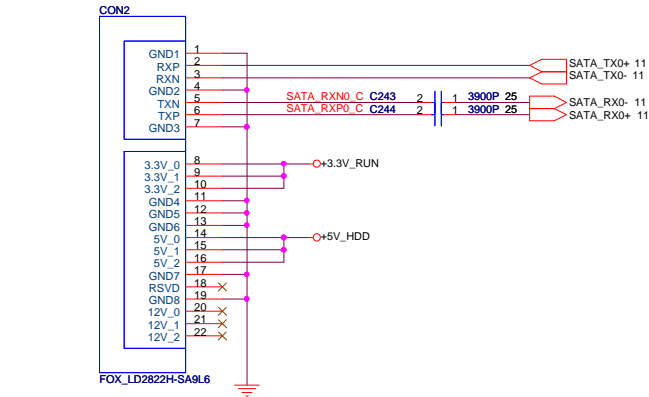 CON2
GND1 1
RXP 2 SATA_TX0+ 11
RXN 3 SATA_TX0- 11
GND2 4
TXN 5 SATA_RXN0_C C243 2 1 3900P 25 SATA_RX0- 11
TXP 6 SATA_RXP0_C C244 2 1 3900P 25 SATA_RX0+ 11
GND3 7
3.3V_0 8 +3.3V_RUN
3.3V_1 9
3.3V_2 10
GND4 11
GND5 12
GND6 13
5V_0 14 +5V_HDD
5V_1 15
5V_2 16
GND7 17
RSVD 18
GND8 19
12V_0 20
12V_1 21
12V_2 22
FOX_LD2822H-SA9L6